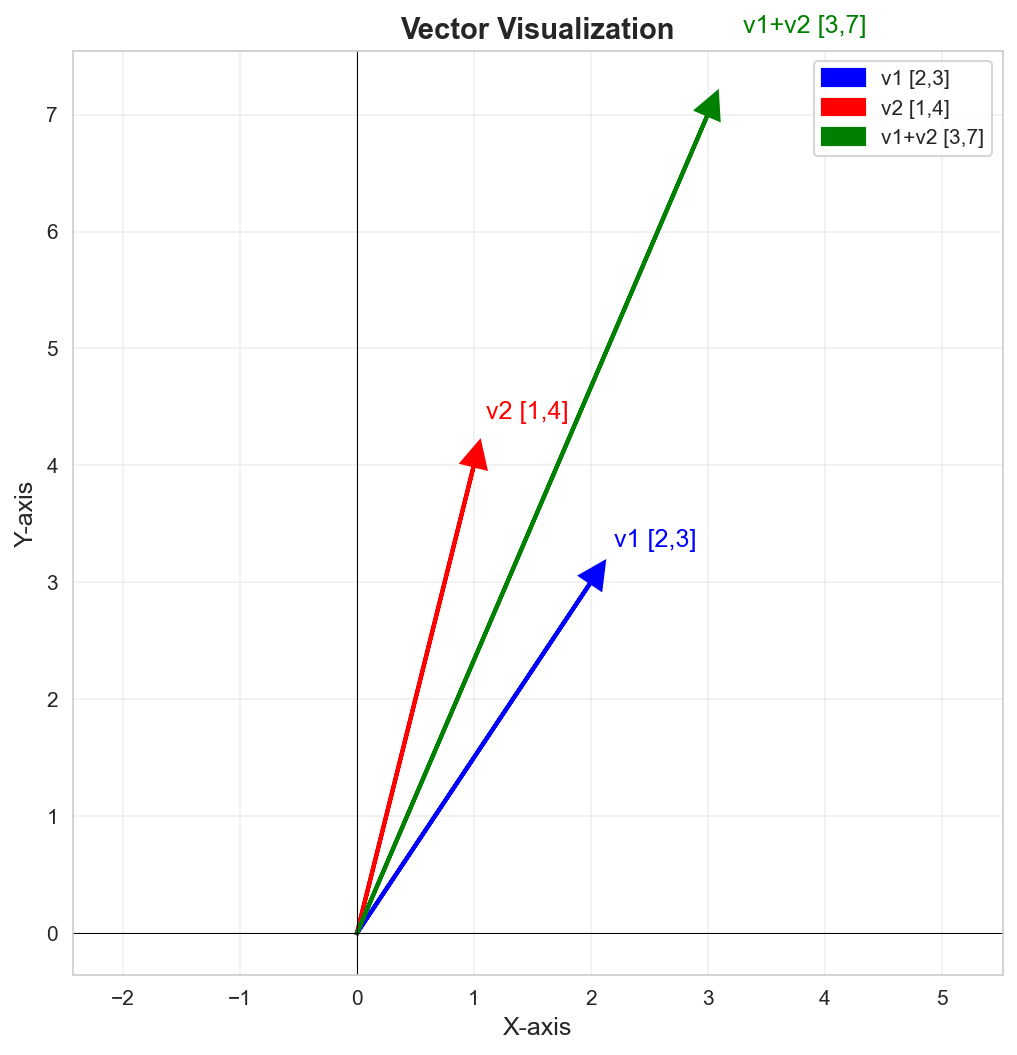 v1+v2 [3,7]
Vector Visualization
v1 [2,3]
v2 [1,4]
v1+v2 [3,7]
7
6
5
v2 [1,4]
4
Y-axis
v1 [2,3]
3
2
1
0
−2 −1 0 1 2 3 4 5
X-axis